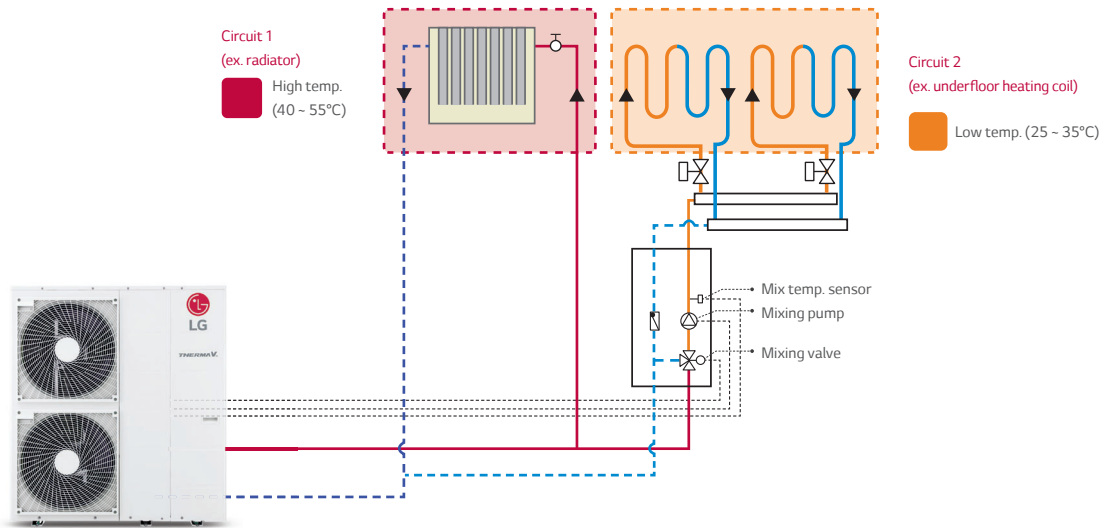 Circuit 1
(ex. radiator)
High temp.
(40 ~ 55°C)
Circuit 2
(ex. underfloor heating coil)
Low temp. (25 ~ 35°C)
Mix temp. sensor
Mixing pump
Mixing valve
LG
THERMA V.